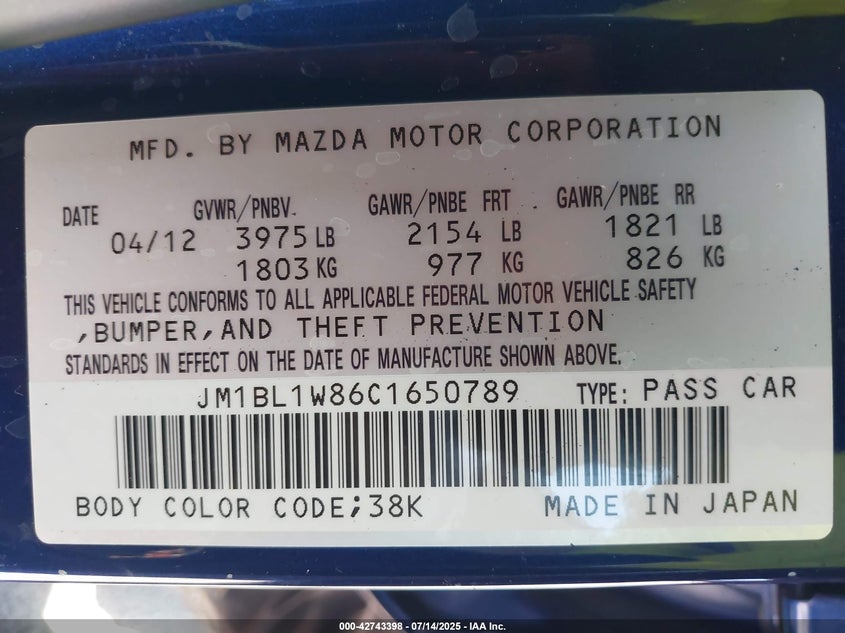 MFD. BY MAZDA MOTOR CORPORATION
DATE GVWR/PNBV. GAWR/PNBE FRT . GAWR/PNBE RR
04/12 3975 LB 2154 LB 1821 LB
1803 KG 977 KG 826 KG
THIS VEHICLE CONFORMS TO ALL APPLICABLE FEDERAL MOTOR VEHICLE SAFETY
,BUMPER,AND THEFT PREVENTION
STANDARDS IN EFFECT ON THE DATE OF MANUFACTURE SHOWN ABOVE.
JM1BL1W86C1650789 TYPE: PASS CAR
BODY COLOR CODE;38K MADE IN JAPAN
000-42743398 - 07/14/2025 - IAA Inc.